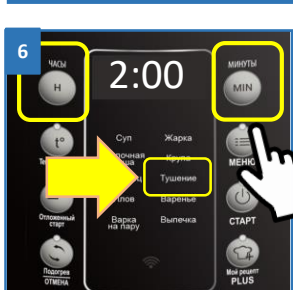 6
ЧАСЫ
H
2:00
МИНУТЫ
MIN
t°
Суп
Жарка
Крупа
МЕНЮ
Тушение
Варенье
Отложенный
старт
Варка
на пару
Выпечка
СТАРТ
Подогрев
ОТМЕНА
Мой рецепт
PLUS